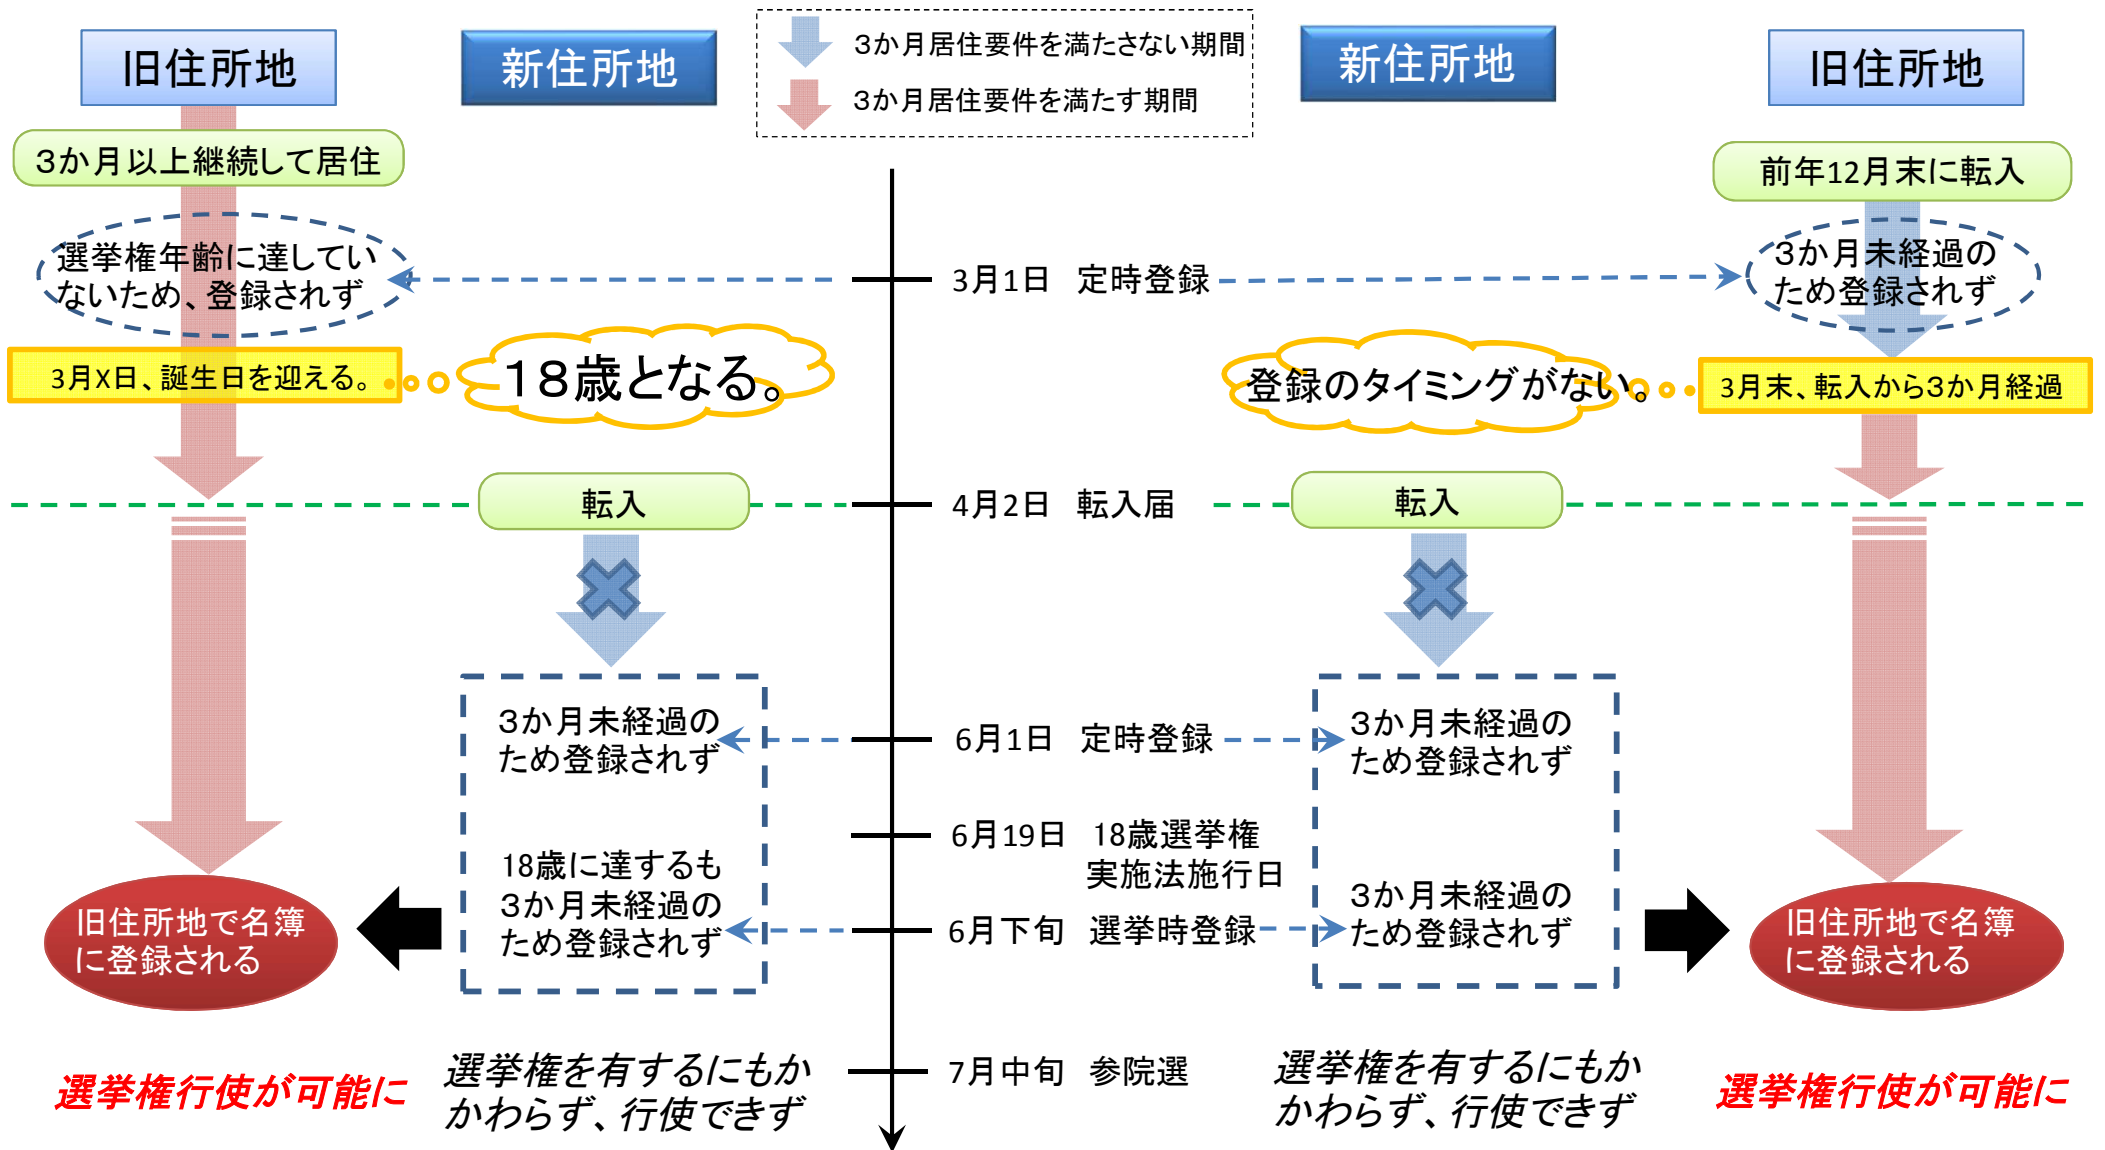 旧住所地
新住所地
３か月居住要件を満たさない期間
３か月居住要件を満たす期間
新住所地
旧住所地
３か月以上継続して居住
前年12月末に転入
選挙権年齢に達してい
ないため、登録されず
3月1日　定時登録
３か月未経過の
ため登録されず
3月X日、誕生日を迎える。
１８歳となる。
登録のタイミングがない。
3月末、転入から３か月経過
転入
4月2日　転入届
転入
３か月未経過の
ため登録されず
6月1日　定時登録
３か月未経過の
ため登録されず
6月19日　18歳選挙権
実施法施行日
18歳に達するも
３か月未経過の
ため登録されず
6月下旬　選挙時登録
３か月未経過の
ため登録されず
旧住所地で名簿
に登録される
旧住所地で名簿
に登録される
選挙権行使が可能に
選挙権を有するにもか
かわらず、行使できず
7月中旬　参院選
選挙権を有するにもか
かわらず、行使できず
選挙権行使が可能に